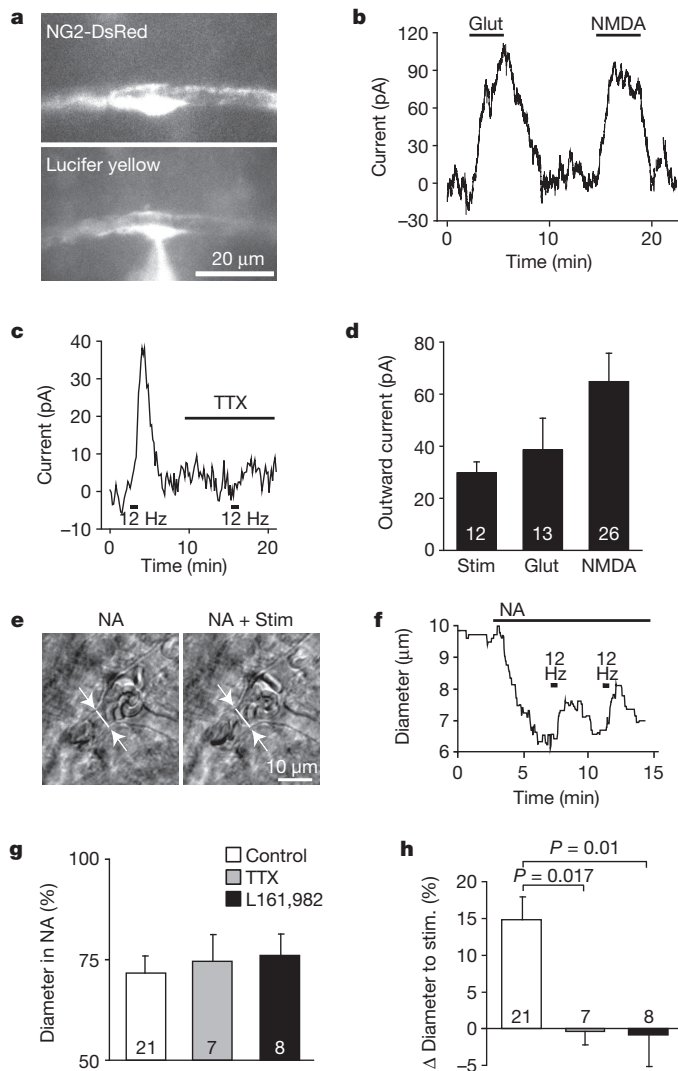 a
NG2-DsRed
Lucifer yellow
20 μm
b
Glut
NMDA
120
90
60
30
0
–30
Current (pA)
0
10
20
Time (min)
c
40
30
20
10
0
–10
Current (pA)
TTX
12 Hz
12 Hz
0
10
20
Time (min)
d
80
60
40
20
0
Outward current (pA)
12
13
26
Stim
Glut
NMDA
e
NA
NA + Stim
10 μm
f
NA
10
9
8
7
6
Diameter (μm)
12
Hz
12
Hz
0
5
10
15
Time (min)
g
100
75
50
Diameter in NA (%)
Control
TTX
L161,982
21
7
8
h
P = 0.01
P = 0.017
20
15
10
5
0
–5
Δ Diameter to stim. (%)
21
7
8